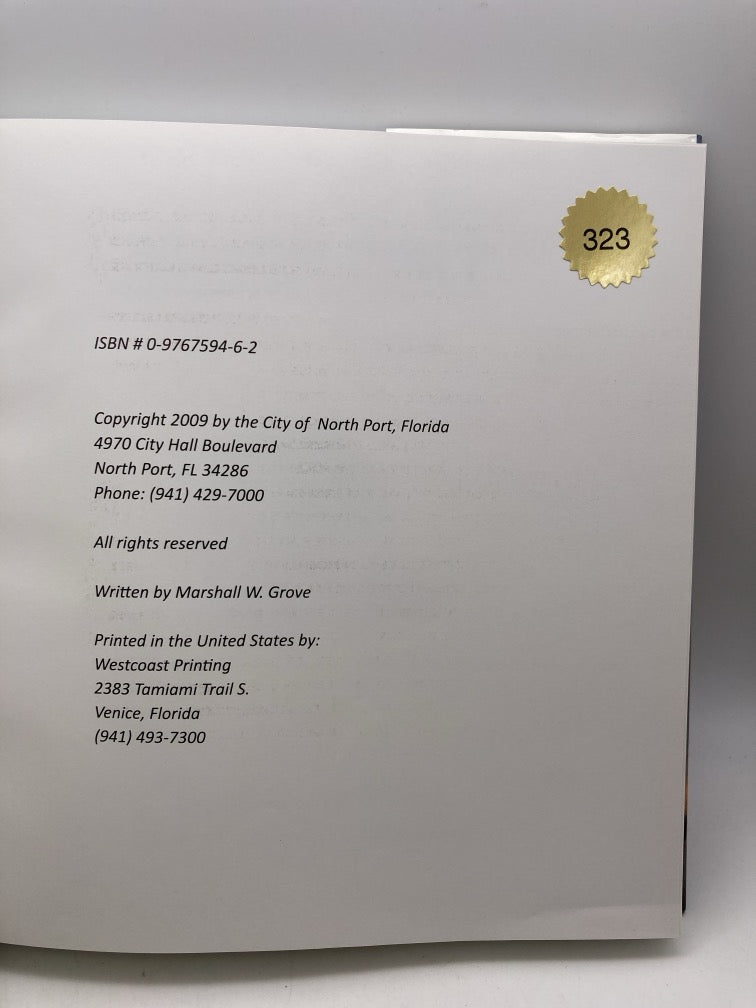 323
ISBN # 0-9767594-6-2
Copyright 2009 by the City of North Port, Florida
4970 City Hall Boulevard
North Port, FL 34286
Phone: (941) 429-7000
All rights reserved
Written by Marshall W. Grove
Printed in the United States by:
Westcoast Printing
2383 Tamiami Trail S.
Venice, Florida
(941) 493-7300